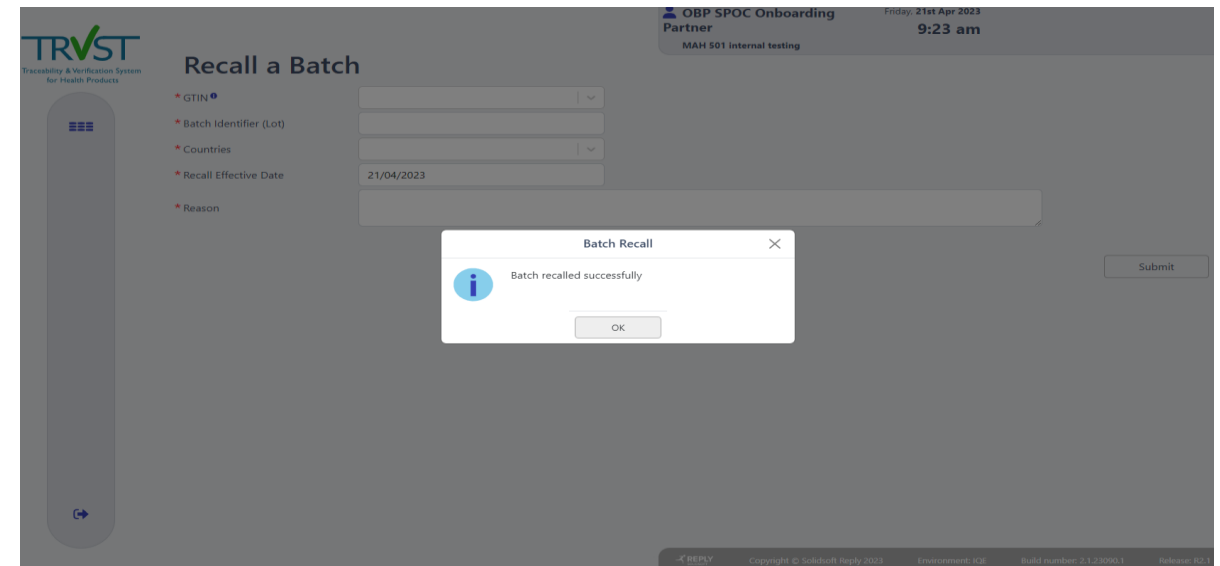 TRVST
Traceability & Verification System
for Health Products
OBP SPOC Onboarding
Partner
MAH S01 internal testing
Friday, 21st Apr 2023
9:23 am
Recall a Batch
* GTIN
* Batch Identifier (Lot)
* Countries
* Recall Effective Date
21/04/2023
* Reason
Batch Recall
Batch recalled successfully
OK
Submit
REPLY
Copyright © Solidsoft Reply 2023
Environment: IQE
Build number: 2.1.23090.1
Release: R2.1